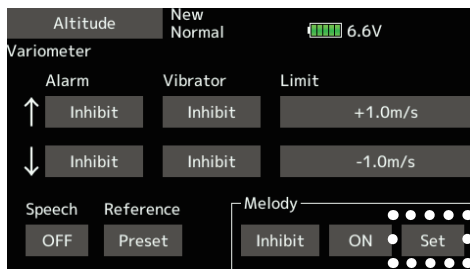 Altitude New Normal 6.6V
Variometer
Alarm Vibrator Limit
↑ Inhibit Inhibit +1.0m/s
↓ Inhibit Inhibit -1.0m/s
Speech Reference Melody
OFF Preset Inhibit ON Set